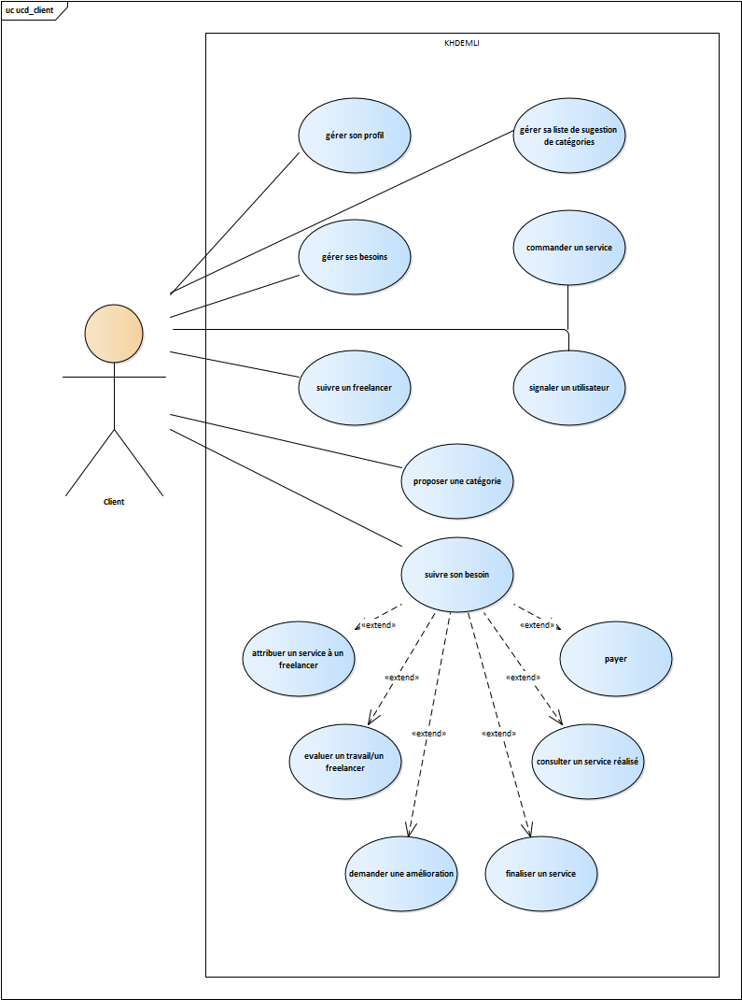 uc ucd_client
KHDEMLI
gérer son profil
gérer sa liste de sugestion
de catégories
gérer ses besoins
commander un service
suivre un freelancer
signaler un utilisateur
Client
proposer une catégorie
suivre son besoin
«extend»
«extend»
attribuer un service à un
freelancer
payer
«extend»
«extend»
«extend»
«extend»
evaluer un travail/un
freelancer
consulter un service réalisé
demander une amélioration
finaliser un service